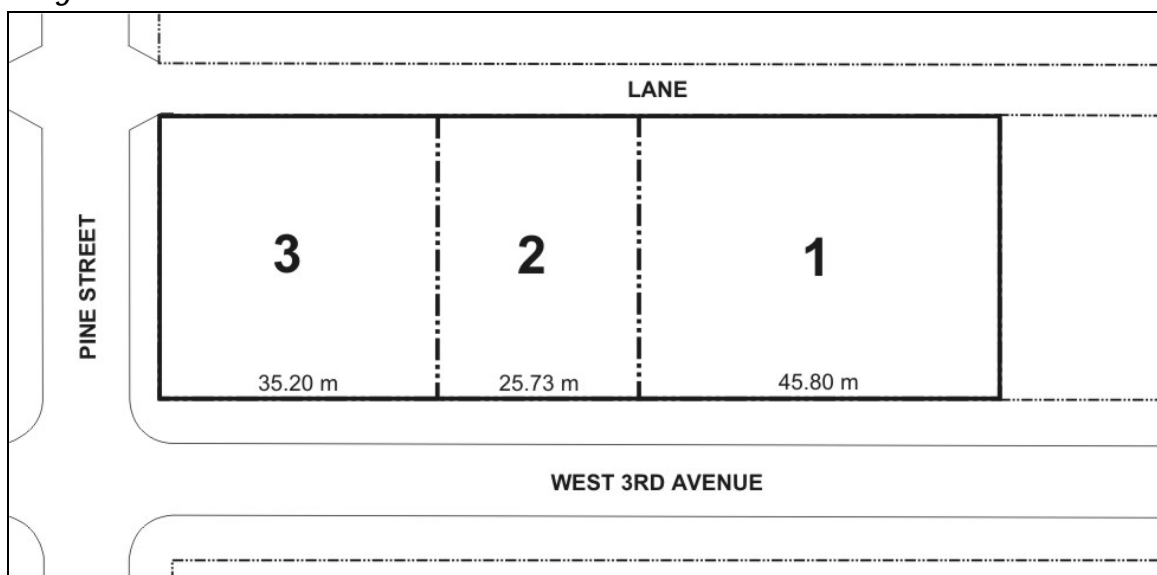 LANE
PINE STREET
3
2
1
35.20 m
25.73 m
45.80 m
WEST 3RD AVENUE